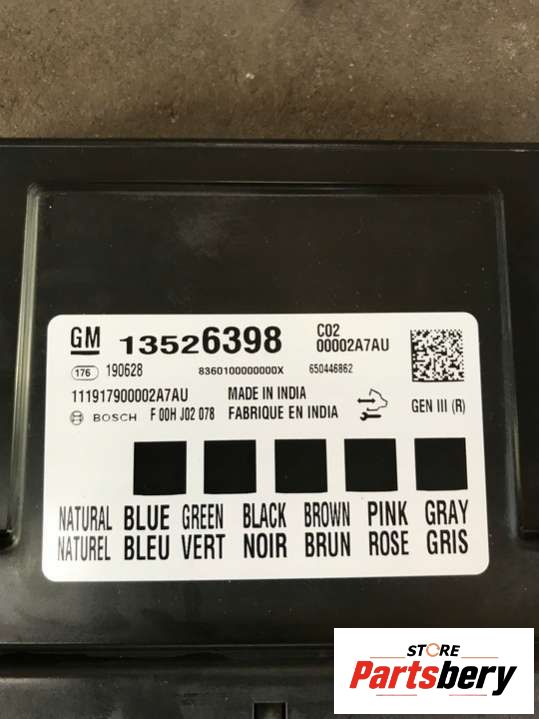 GM 13526398 C02
00002A7AU
176 190628 8360100000000X 650446862
111917900002A7AU MADE IN INDIA
BOSCH F 00H J02 078 FABRIQUE EN INDIA GEN III (R)
NATURAL BLUE GREEN BLACK BROWN PINK GRAY
NATUREL BLEU VERT NOIR BRUN ROSE GRIS
STORE
Partsbery